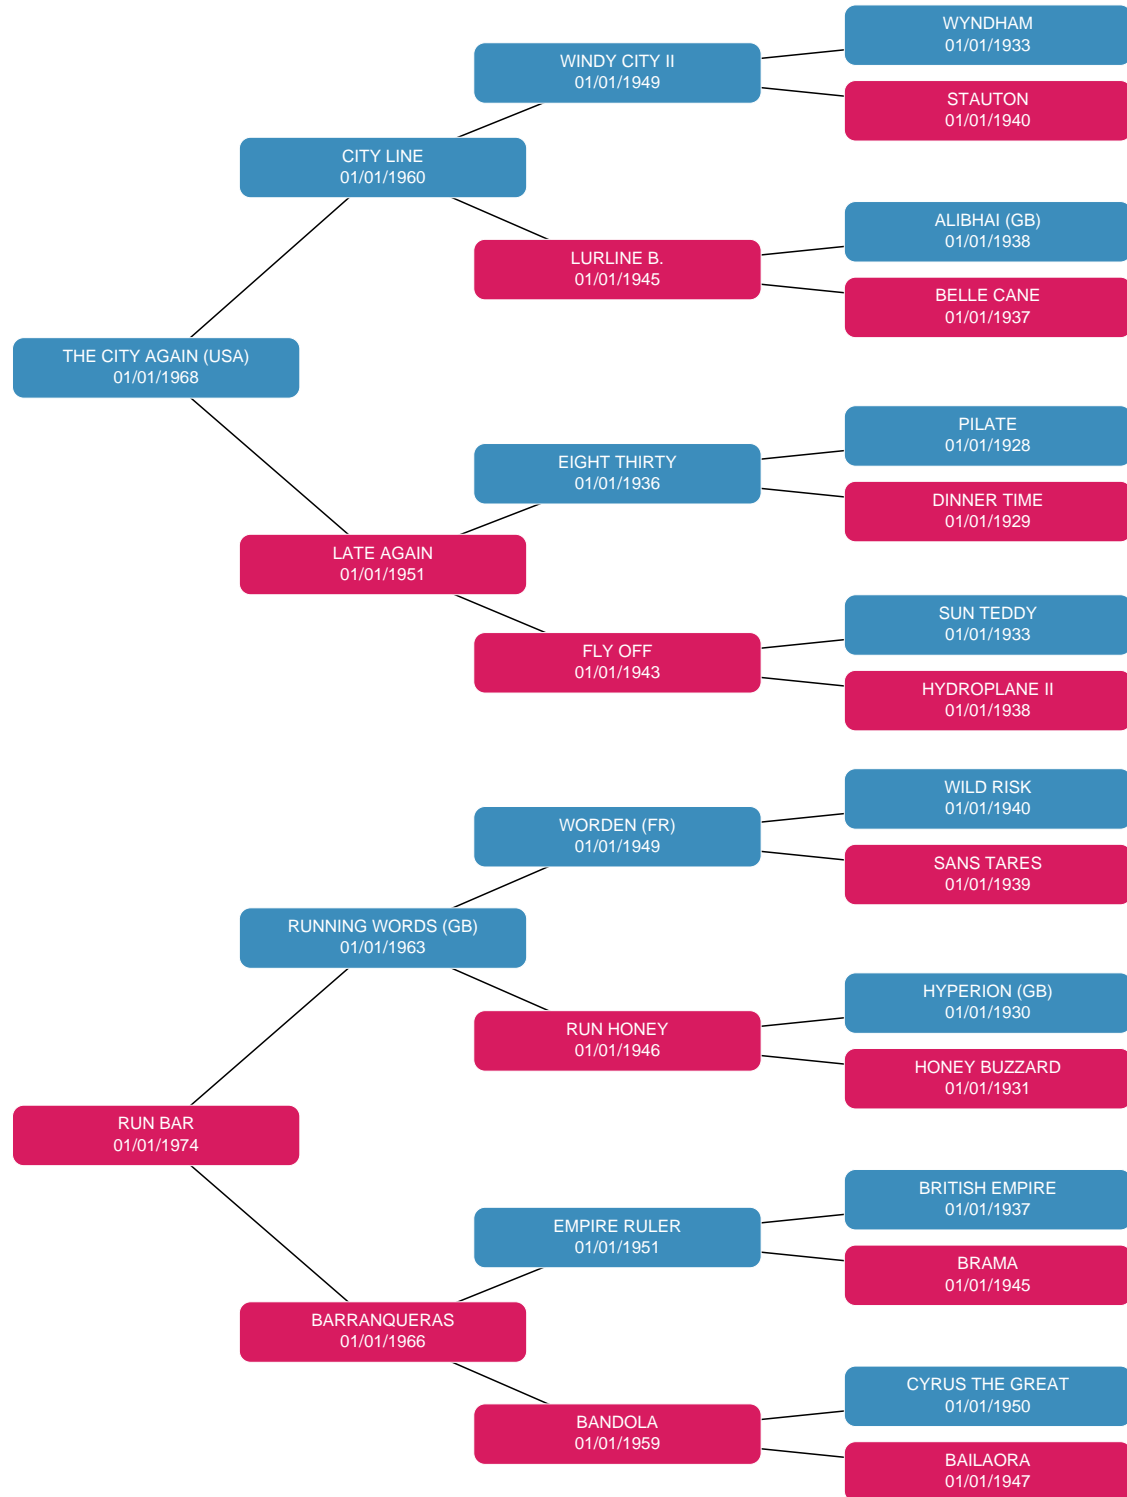 WYNDHAM
01/01/1933
WINDY CITY II
01/01/1949
STAUTON
01/01/1940
CITY LINE
01/01/1960
ALIBHAI (GB)
01/01/1938
LURLINE B.
01/01/1945
BELLE CANE
01/01/1937
THE CITY AGAIN (USA)
01/01/1968
PILATE
01/01/1928
EIGHT THIRTY
01/01/1936
DINNER TIME
01/01/1929
LATE AGAIN
01/01/1951
SUN TEDDY
01/01/1933
FLY OFF
01/01/1943
HYDROPLANE II
01/01/1938
WILD RISK
01/01/1940
WORDEN (FR)
01/01/1949
SANS TARES
01/01/1939
RUNNING WORDS (GB)
01/01/1963
HYPERION (GB)
01/01/1930
RUN HONEY
01/01/1946
HONEY BUZZARD
01/01/1931
RUN BAR
01/01/1974
BRITISH EMPIRE
01/01/1937
EMPIRE RULER
01/01/1951
BRAMA
01/01/1945
BARRANQUERAS
01/01/1966
CYRUS THE GREAT
01/01/1950
BANDOLA
01/01/1959
BAILAORA
01/01/1947